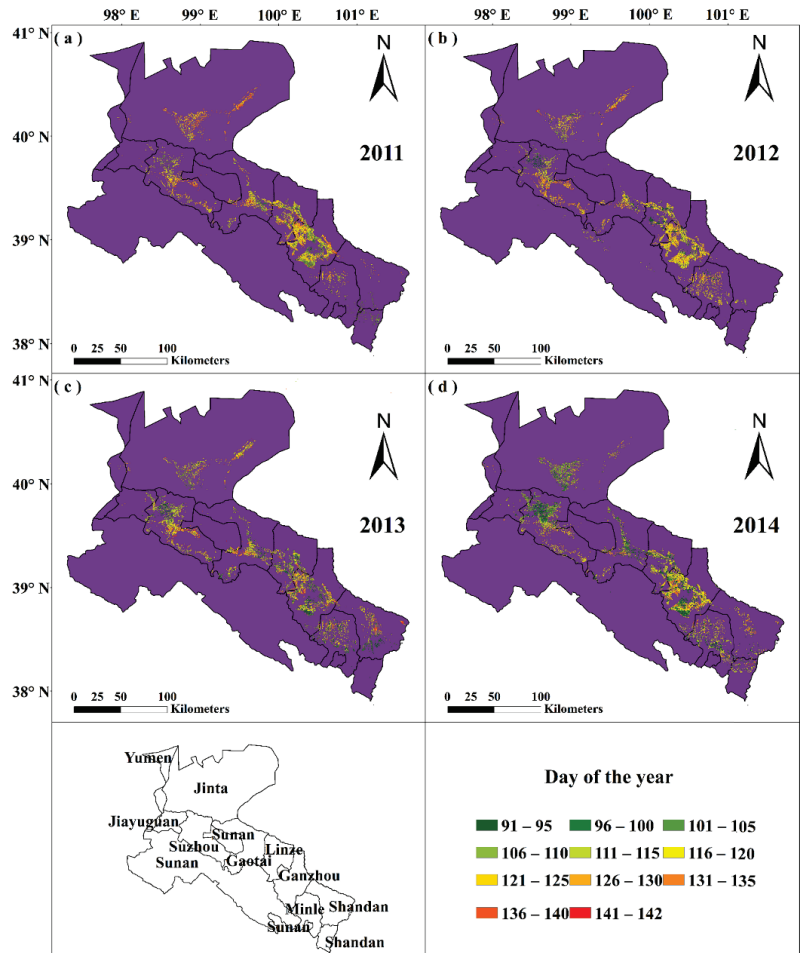 98° E 99° E 100° E 101° E 98° E 99° E 100° E 101° E
41° N
40° N
39° N
38° N
( a )
N
2011
0 25 50 100
Kilometers
( b )
N
2012
0 25 50 100
Kilometers
41° N
40° N
39° N
38° N
( c )
N
2013
0 25 50 100
Kilometers
( d )
N
2014
0 25 50 100
Kilometers
Yumen
Jinta
Jiayuguan
Sunan
Suzhou
Linze
Sunan
Gaotai
Ganzhou
Minle
Shandan
Sunan
Shandan
Day of the year
91 – 95 96 – 100 101 – 105
106 – 110 111 – 115 116 – 120
121 – 125 126 – 130 131 – 135
136 – 140 141 – 142